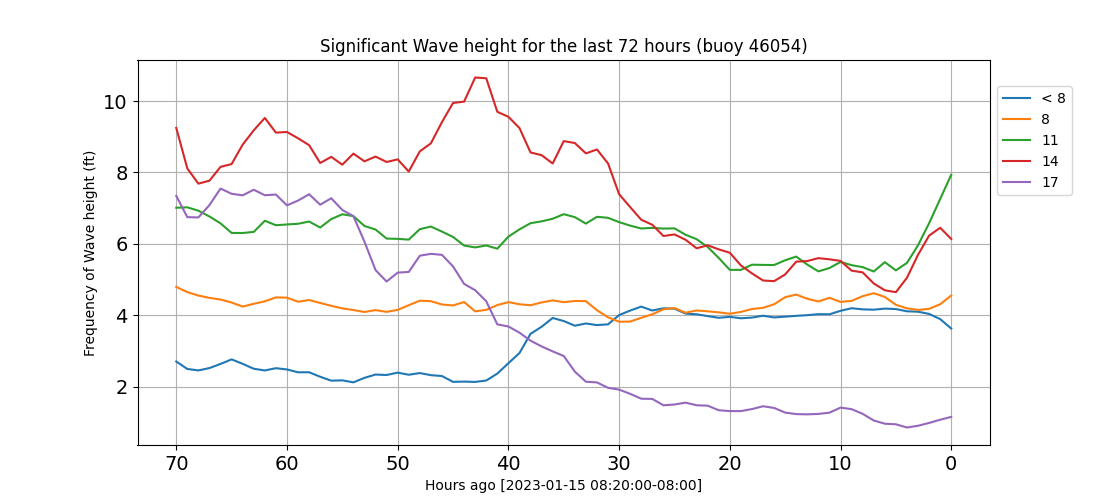 Significant Wave height for the last 72 hours (buoy 46054)
Frequency of Wave height (ft)
10
8
6
4
2
70 60 50 40 30 20 10 0
Hours ago [2023-01-15 08:20:00-08:00]
< 8
8
11
14
17